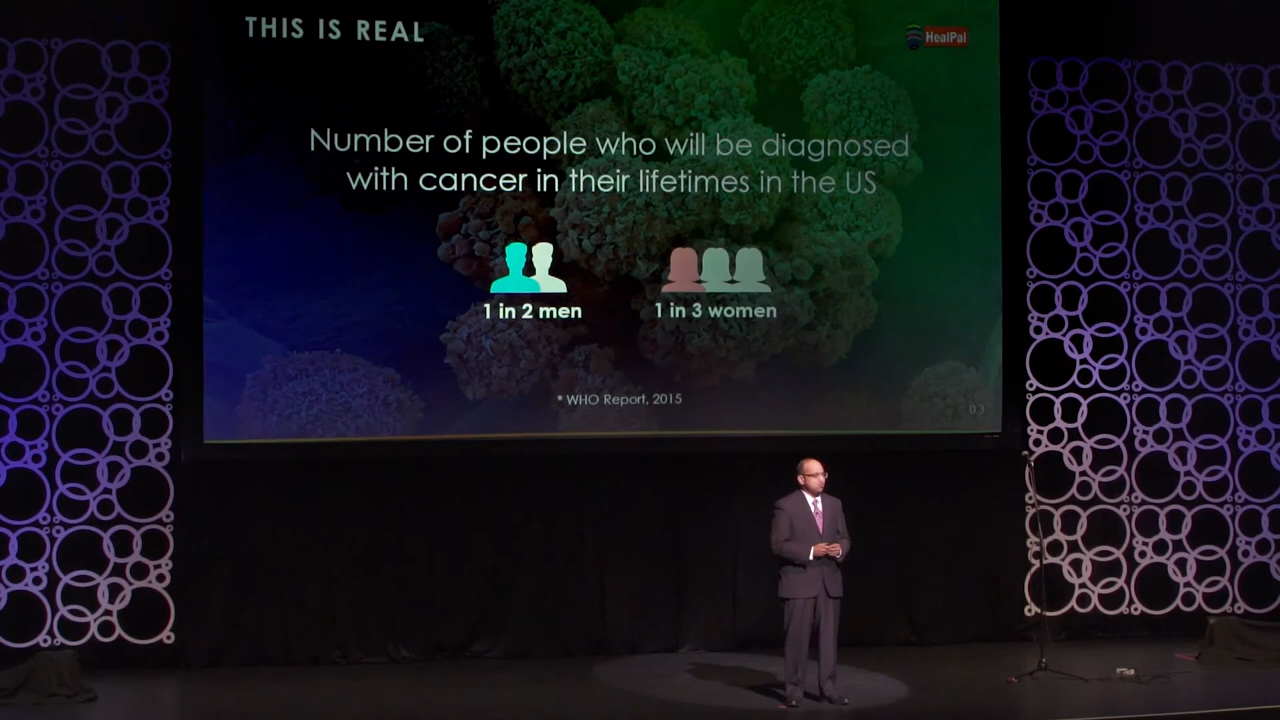 THIS IS REAL
HealPal
Number of people who will be diagnosed
with cancer in their lifetimes in the US
1 in 2 men
1 in 3 women
* WHO Report, 2015
03